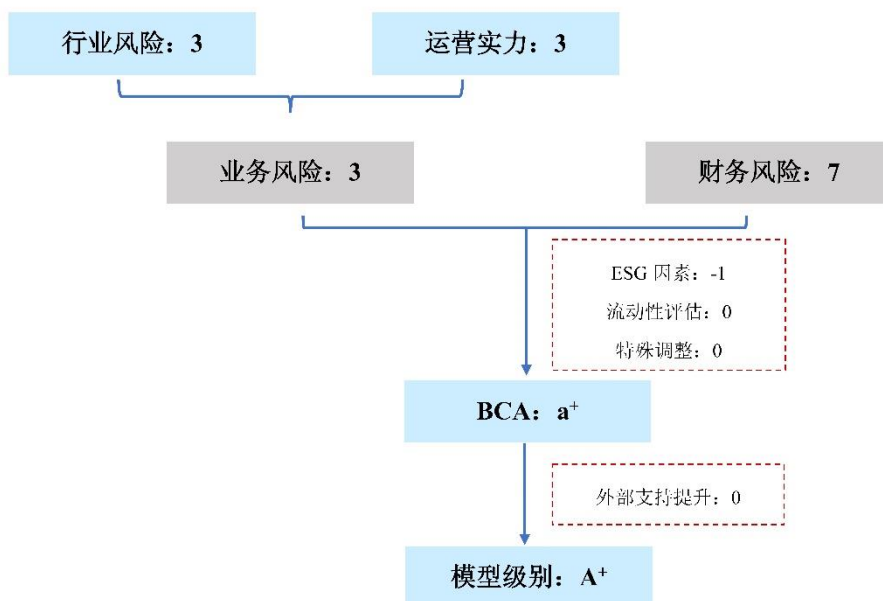 行业风险：3
运营实力：3
业务风险：3
财务风险：7
ESG 因素：-1
流动性评估：0
特殊调整：0
BCA：a⁺
外部支持提升：0
模型级别：A⁺